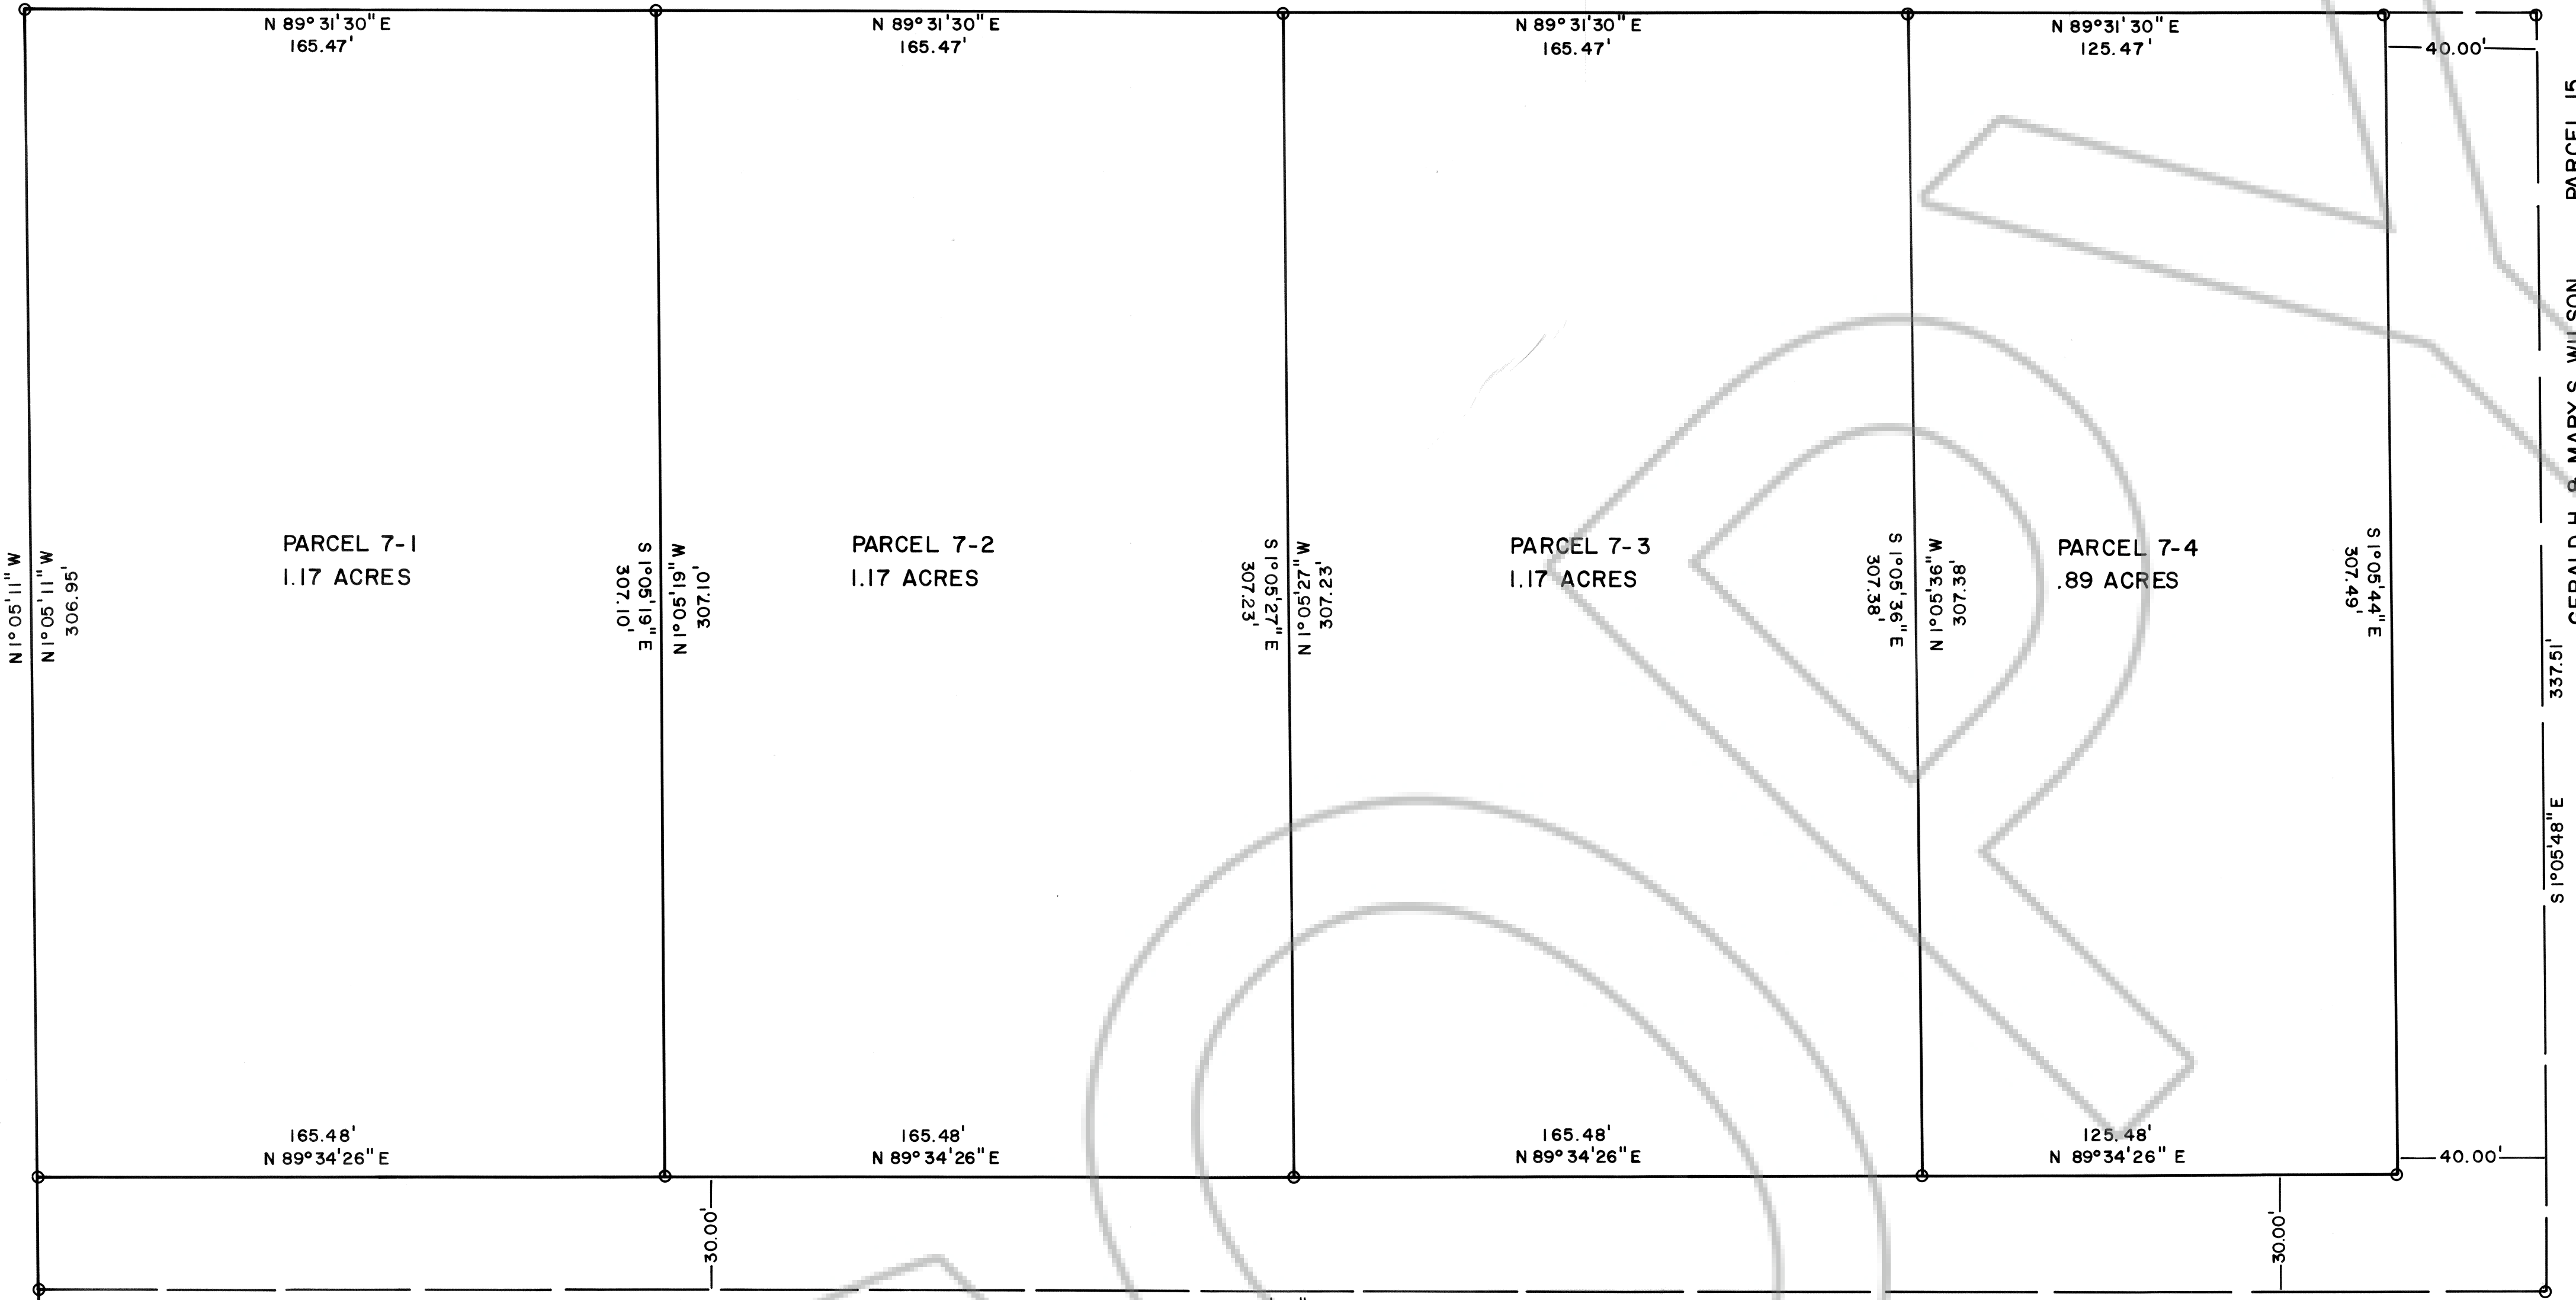 N 89° 31' 30" E
165.47'
N 89° 31' 30" E
165.47'
N 89° 31' 30" E
165.47'
N 89° 31' 30" E
125.47'
40.00'
PARCEL 15
GERALD H. & MARY S. WILSON
N 1° 05' 11" W
N 1° 05' 11" W
306.95'
PARCEL 7-1
1.17 ACRES
S 1° 05' 19" E
307.10'
N 1° 05' 19" W
307.10'
PARCEL 7-2
1.17 ACRES
S 1° 05' 27" E
307.23'
N 1° 05' 27" W
307.23'
PARCEL 7-3
1.17 ACRES
S 1° 05' 36" E
307.38'
N 1° 05' 36" W
307.38'
PARCEL 7-4
.89 ACRES
S 1° 05' 44" E
307.49'
337.51'
S 1° 05' 48" E
165.48'
N 89° 34' 26" E
165.48'
N 89° 34' 26" E
165.48'
N 89° 34' 26" E
125.48'
N 89° 34' 26" E
40.00'
30.00'
30.00'